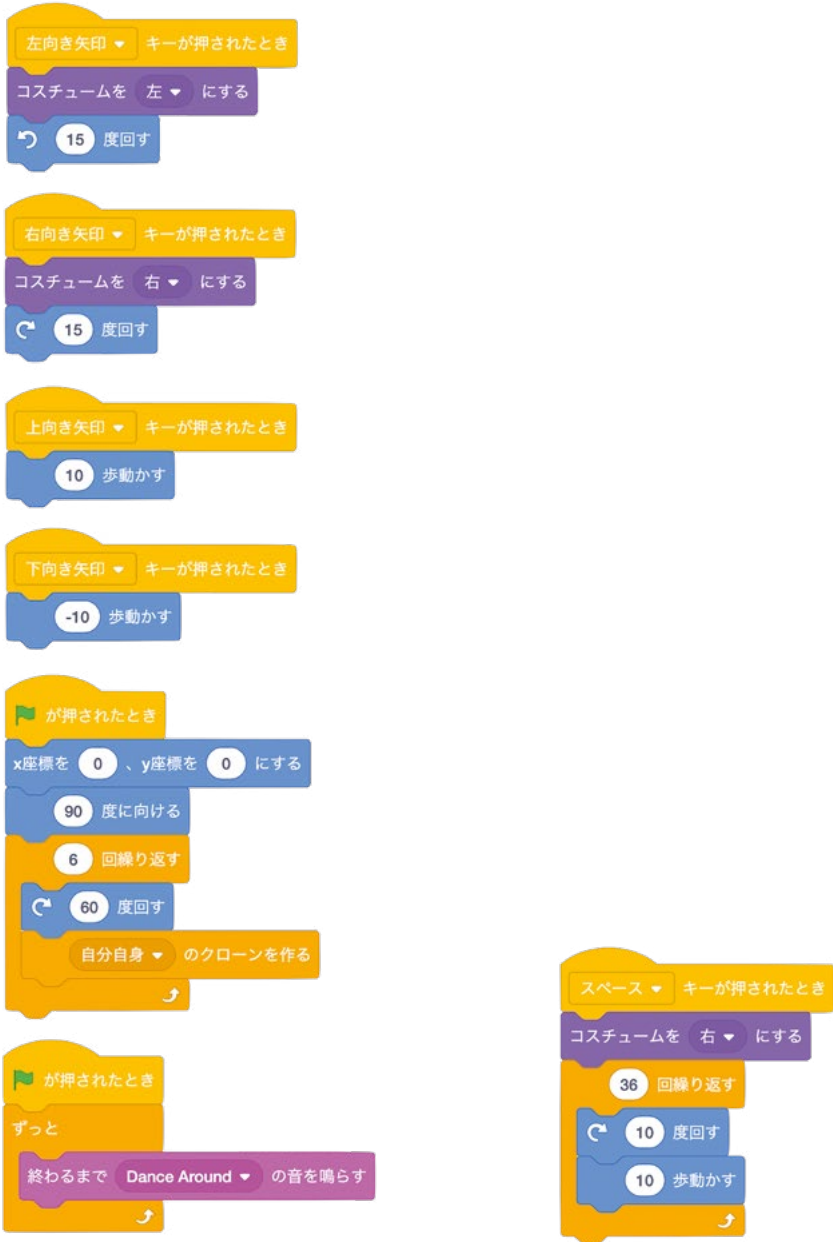 左向き矢印 キーが押されたとき
コスチュームを 左 にする
15 度回す
右向き矢印 キーが押されたとき
コスチュームを 右 にする
15 度回す
上向き矢印 キーが押されたとき
10 歩動かす
下向き矢印 キーが押されたとき
-10 歩動かす
が押されたとき
x座標を 0 、y座標を 0 にする
90 度に向ける
6 回繰り返す
60 度回す
自分自身 のクローンを作る
が押されたとき
ずっと
終わるまで Dance Around の音を鳴らす
スペース キーが押されたとき
コスチュームを 右 にする
36 回繰り返す
10 度回す
10 歩動かす